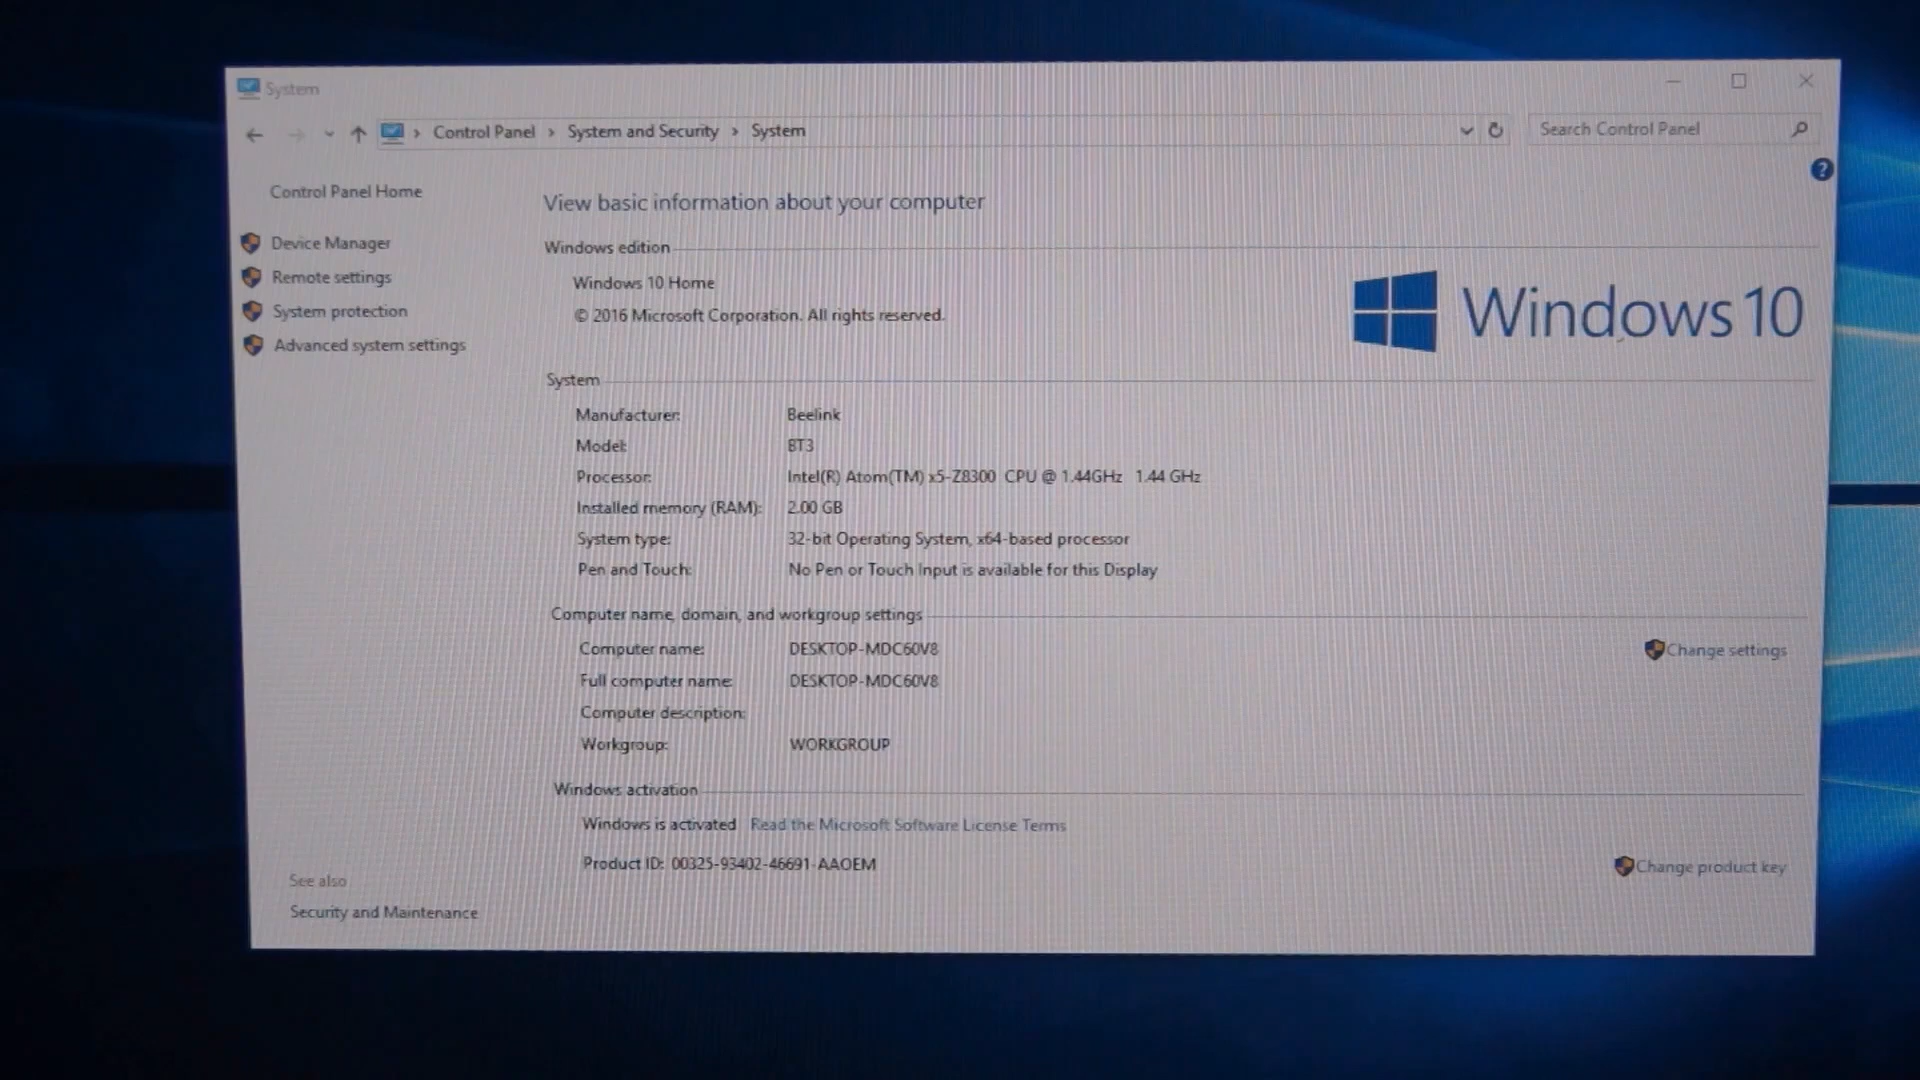 System
Control Panel > System and Security > System
Search Control Panel
?
Control Panel Home
Device Manager
Remote settings
System protection
Advanced system settings
View basic information about your computer
Windows edition
Windows 10 Home
© 2016 Microsoft Corporation. All rights reserved.
Windows 10
System
Manufacturer: Beelink
Model: BT3
Processor: Intel(R) Atom(TM) x5-Z8300 CPU @ 1.44GHz 1.44 GHz
Installed memory (RAM): 2.00 GB
System type: 32-bit Operating System, x64-based processor
Pen and Touch: No Pen or Touch Input is available for this Display
Computer name, domain, and workgroup settings
Computer name: DESKTOP-MDC60V8
Change settings
Full computer name: DESKTOP-MDC60V8
Computer description:
Workgroup: WORKGROUP
Windows activation
Windows is activated Read the Microsoft Software License Terms
Product ID: 00325-93402-46691-AAOEM
Change product key
See also
Security and Maintenance